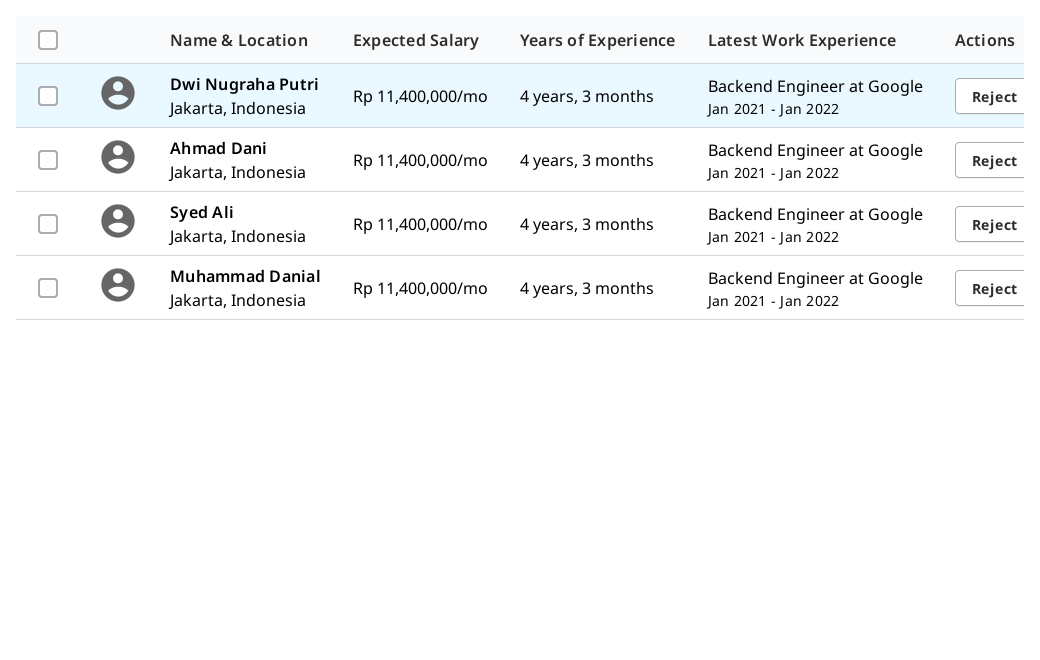 Name & Location Expected Salary Years of Experience Latest Work Experience Actions
Dwi Nugraha Putri
Jakarta, Indonesia
Rp 11,400,000/mo
4 years, 3 months
Backend Engineer at Google
Jan 2021 - Jan 2022
Reject
Ahmad Dani
Jakarta, Indonesia
Rp 11,400,000/mo
4 years, 3 months
Backend Engineer at Google
Jan 2021 - Jan 2022
Reject
Syed Ali
Jakarta, Indonesia
Rp 11,400,000/mo
4 years, 3 months
Backend Engineer at Google
Jan 2021 - Jan 2022
Reject
Muhammad Danial
Jakarta, Indonesia
Rp 11,400,000/mo
4 years, 3 months
Backend Engineer at Google
Jan 2021 - Jan 2022
Reject